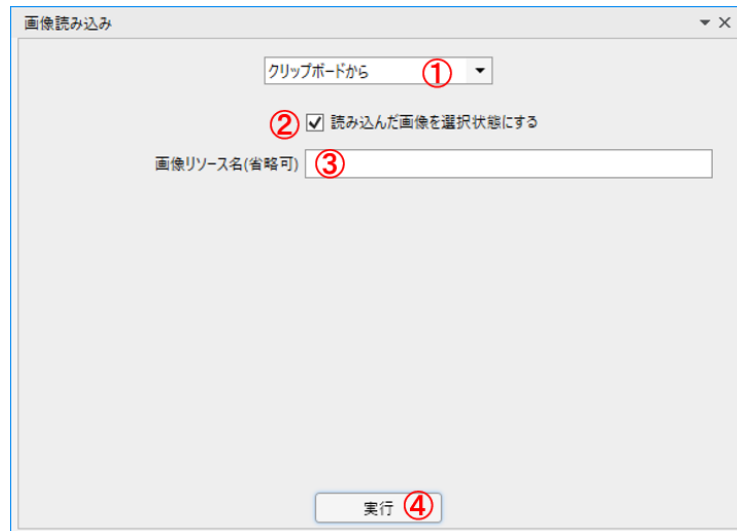 画像読み込み
クリップボードから ①
② 読み込んだ画像を選択状態にする
画像リソース名(省略可) ③
実行 ④